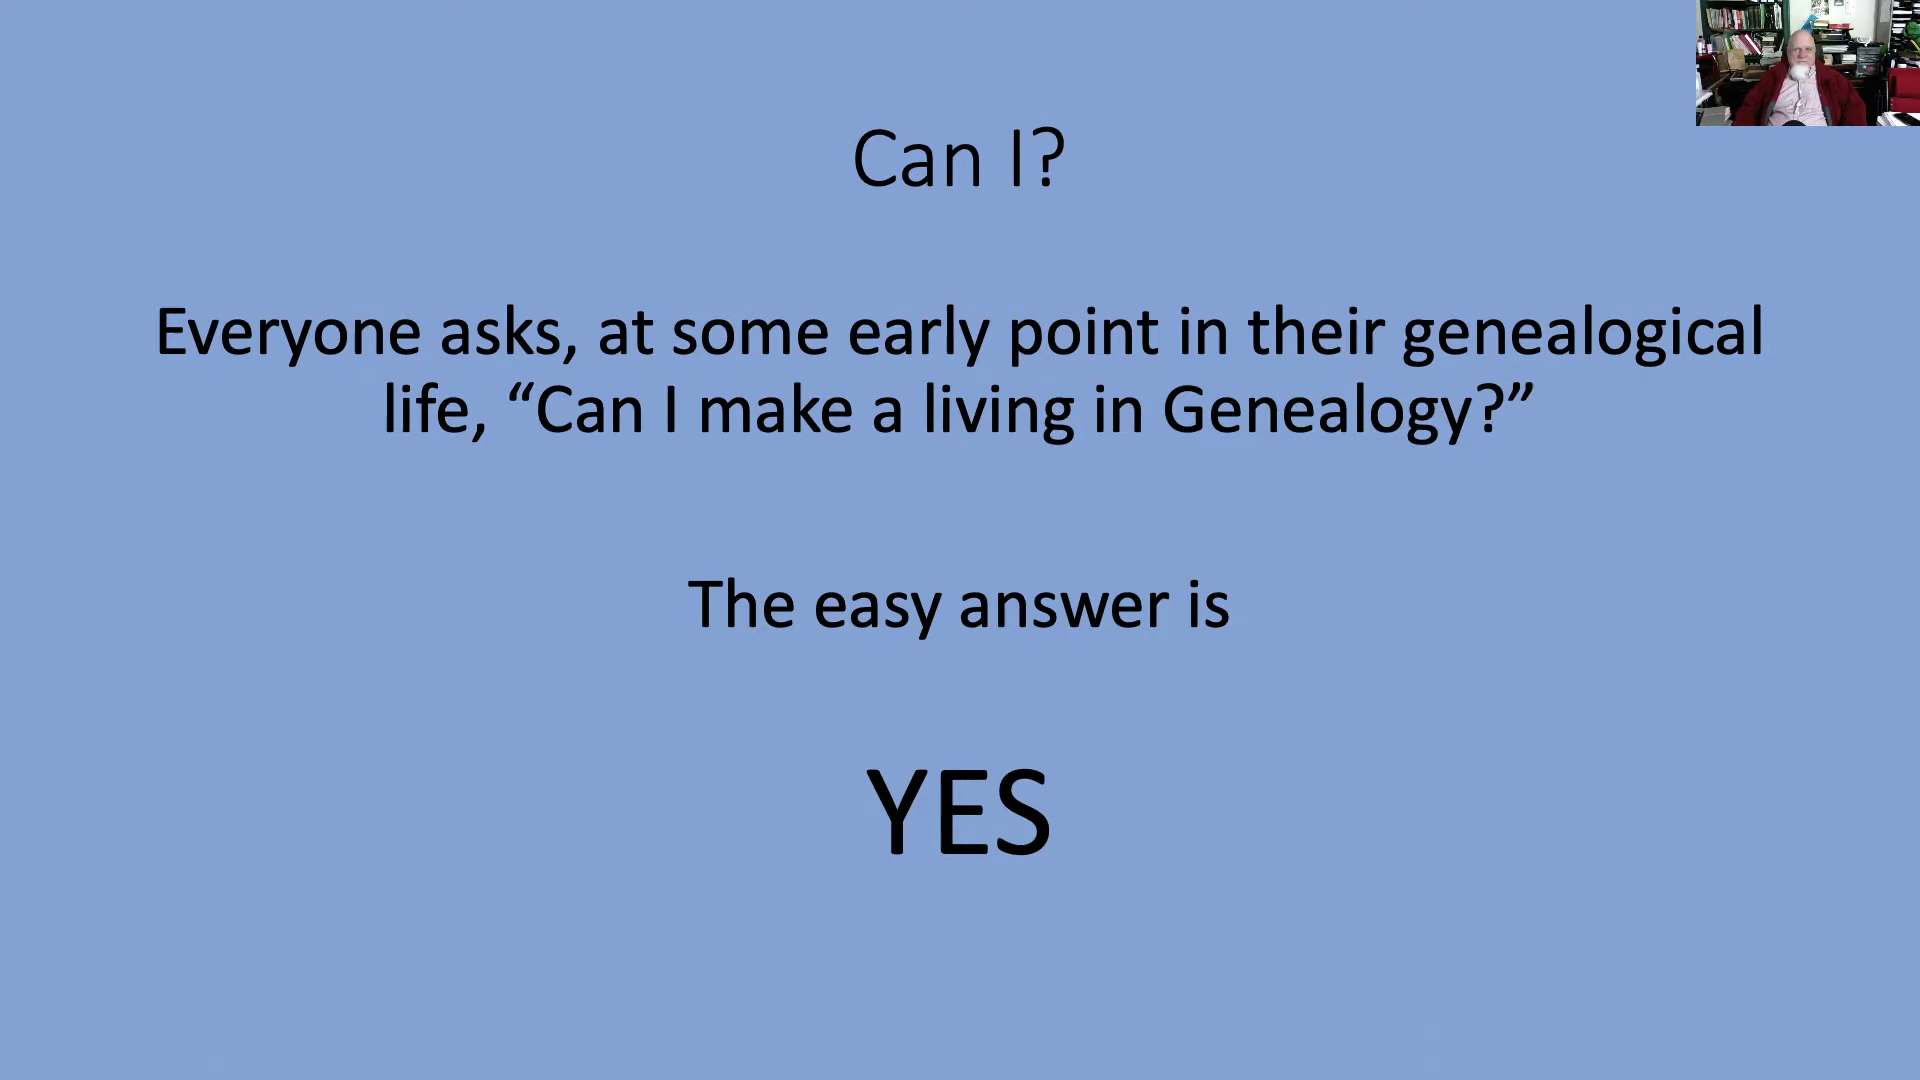 Can I?
Everyone asks, at some early point in their genealogical
life, “Can I make a living in Genealogy?”
The easy answer is
YES